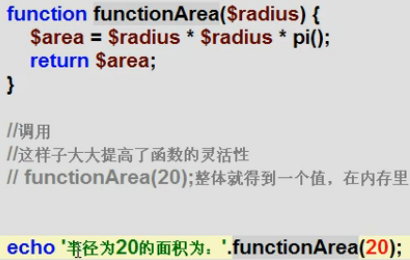 function functionArea($radius) {
$area = $radius * $radius * pi();
return $area;
}
//调用
//这样子大大提高了函数的灵活性
// functionArea(20);整体就得到一个值，在内存里
echo '半径为20的面积为：'.functionArea(20);